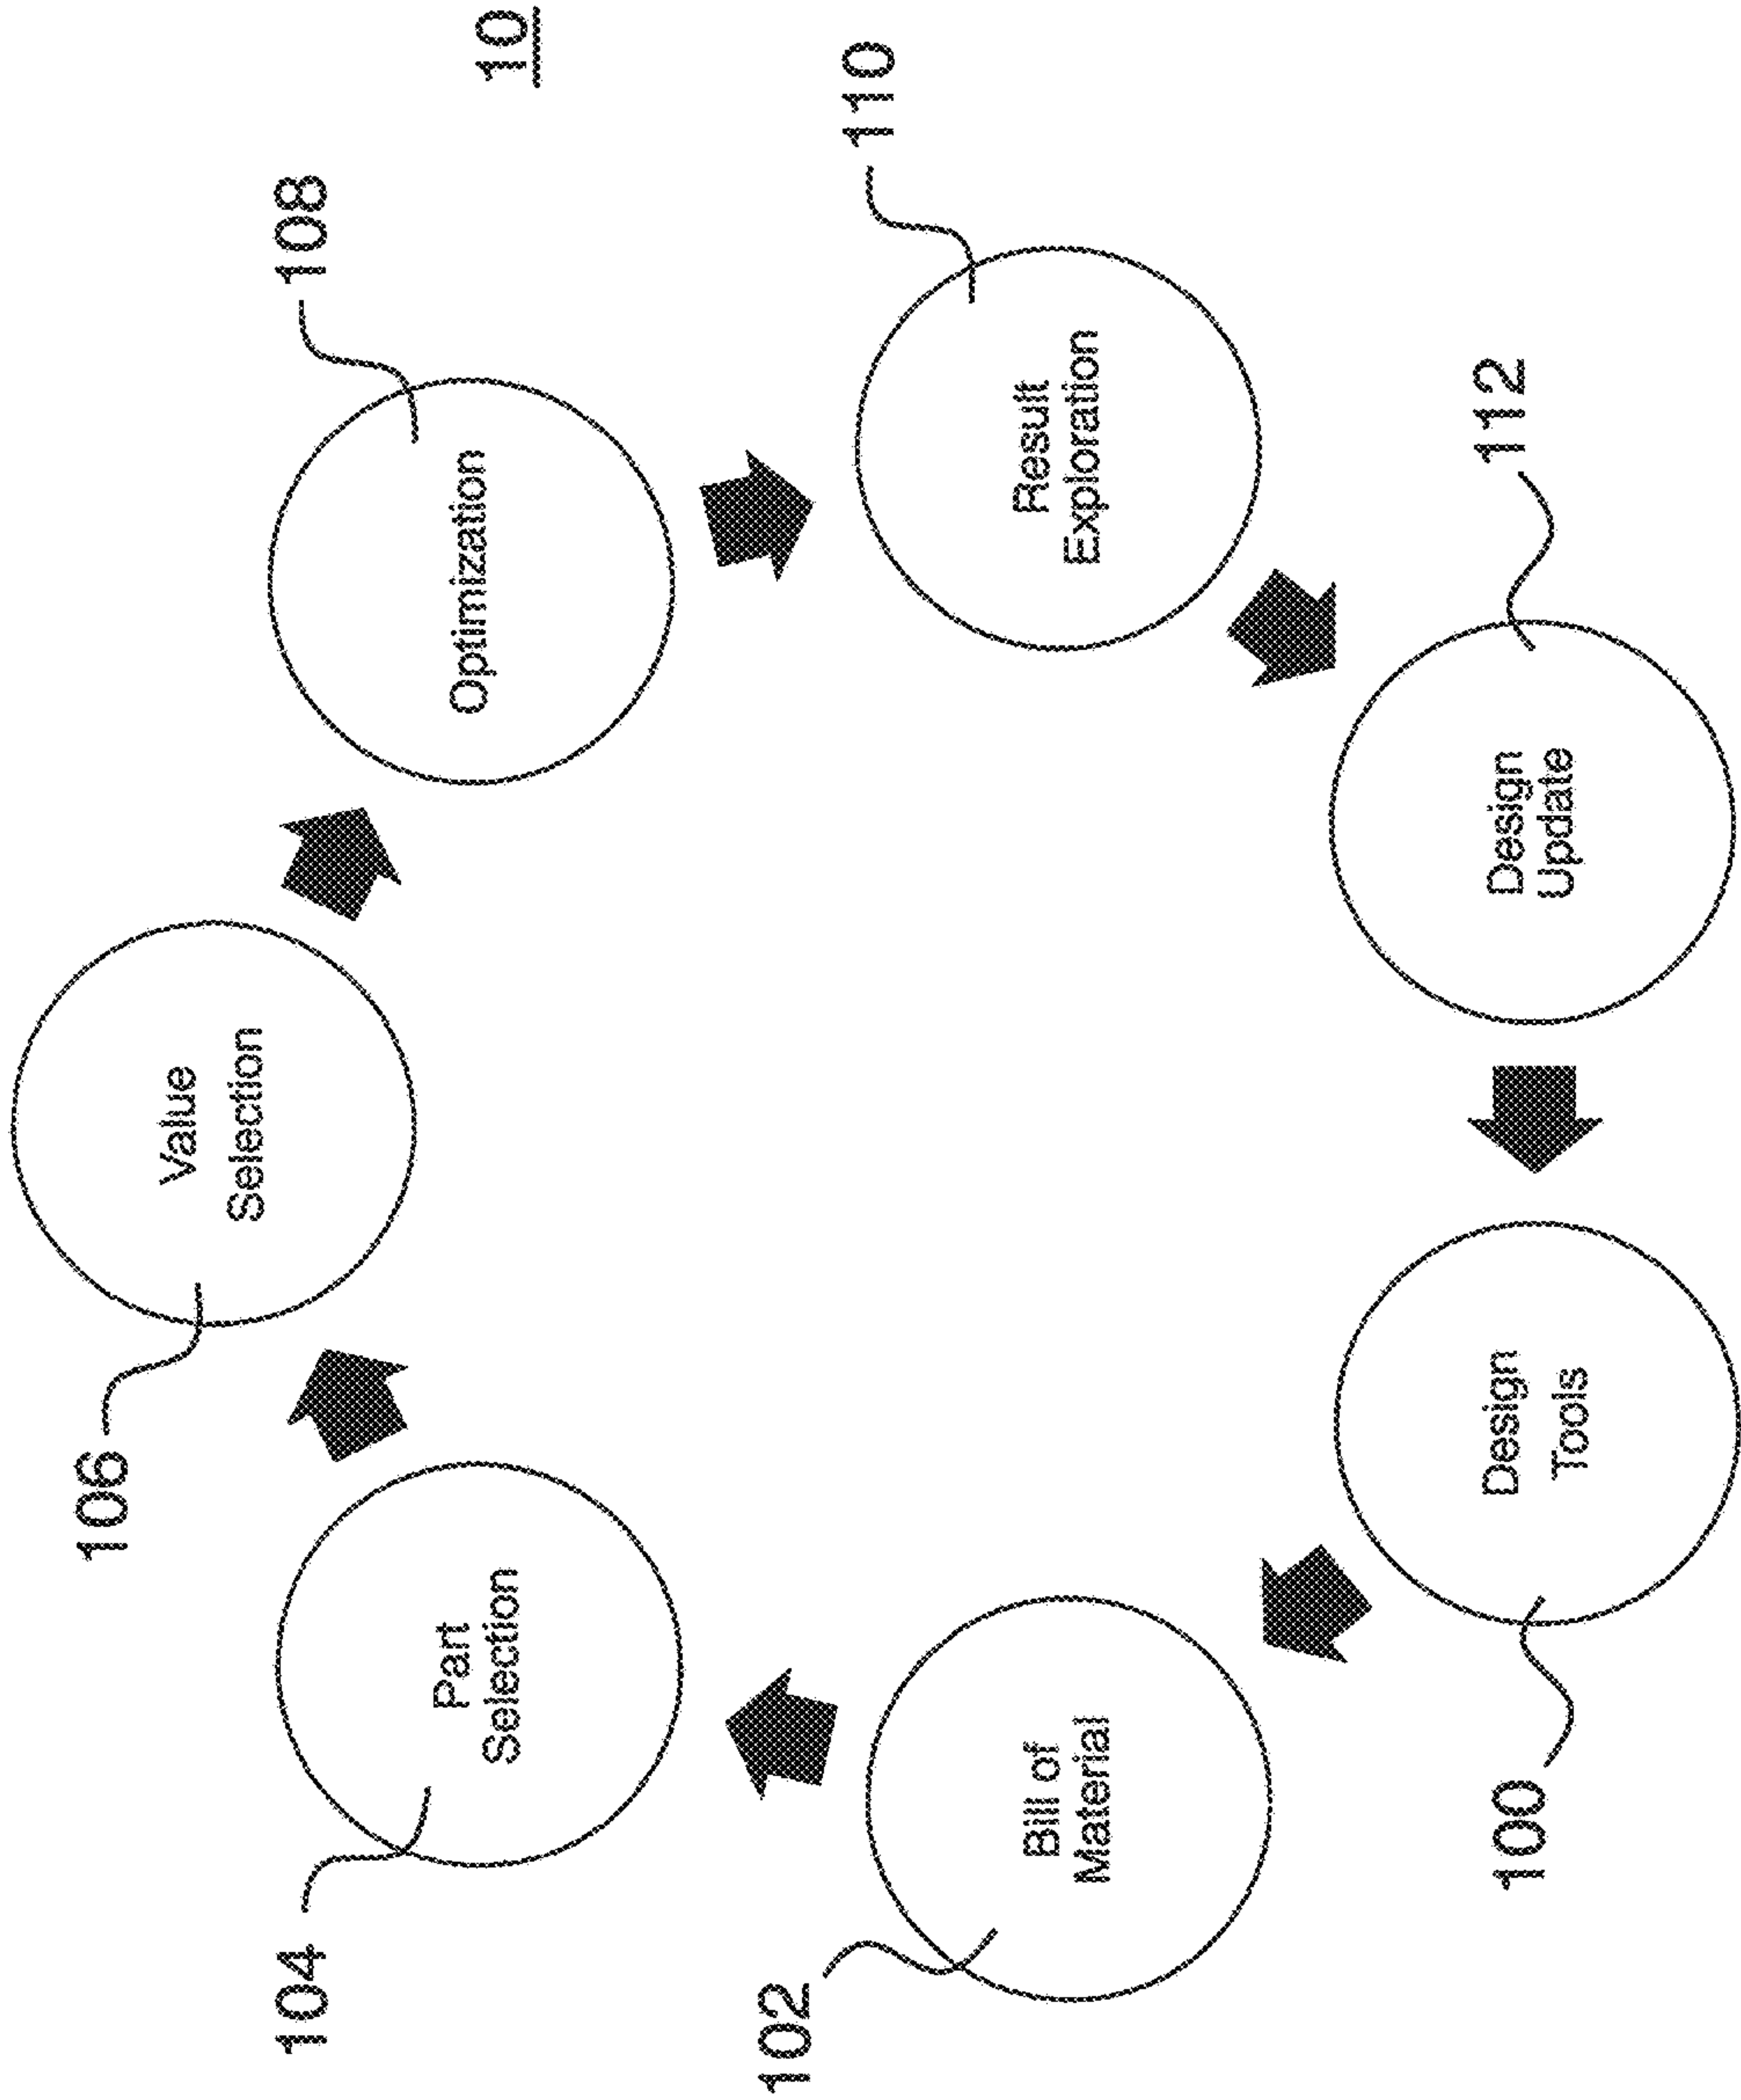 10
106
Value
Selection
108
Optimization
110
Result
Exploration
112
Design
Update
100
Design
Tools
102
Bill of
Material
104
Part
Selection